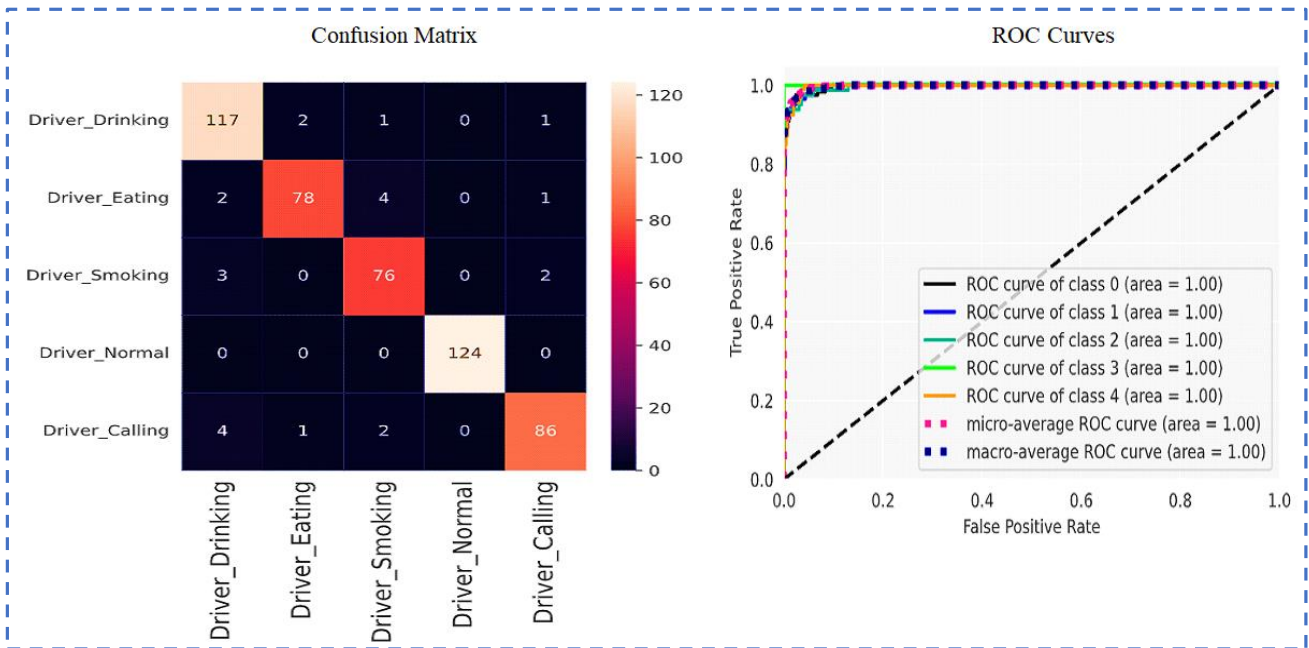 Confusion Matrix
Driver_Drinking 117 2 1 0 1
Driver_Eating 2 78 4 0 1
Driver_Smoking 3 0 76 0 2
Driver_Normal 0 0 0 124 0
Driver_Calling 4 1 2 0 86
Driver_Drinking
Driver_Eating
Driver_Smoking
Driver_Normal
Driver_Calling
120
100
80
60
40
20
0
ROC Curves
True Positive Rate
1.0
0.8
0.6
0.4
0.2
0.0
ROC curve of class 0 (area = 1.00)
ROC curve of class 1 (area = 1.00)
ROC curve of class 2 (area = 1.00)
ROC curve of class 3 (area = 1.00)
ROC curve of class 4 (area = 1.00)
micro-average ROC curve (area = 1.00)
macro-average ROC curve (area = 1.00)
0.0 0.2 0.4 0.6 0.8 1.0
False Positive Rate